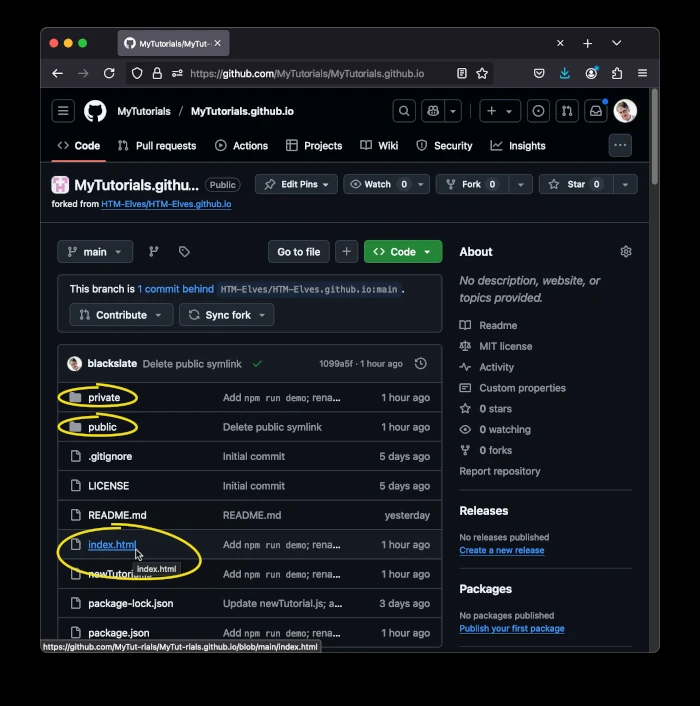 MyTutorials/MyTut-
https://github.com/MyTutorials/MyTutorials.github.io
MyTutorials / MyTutorials.github.io
Code Pull requests Actions Projects Wiki Security Insights
MyTutorials.githu... Public Edit Pins Watch 0 Fork 0 Star 0
forked from HTM-Elves/HTM-Elves.github.io
main Go to file Code
This branch is 1 commit behind HTM-Elves/HTM-Elves.github.io:main .
Contribute Sync fork
blackslate Delete public symlink 1099a5f · 1 hour ago
private Add npm run demo; rena... 1 hour ago
public Delete public symlink 1 hour ago
.gitignore Initial commit 5 days ago
LICENSE Initial commit 5 days ago
README.md README.md yesterday
index.html Add npm run demo; rena... 1 hour ago
index.html
newTutorial.js Add npm run demo; rena... 1 hour ago
package-lock.json Update newTutorial.js; a... 3 days ago
package.json Add npm run demo; rena... 1 hour ago
https://github.com/MyTut-rials/MyTut-rials.github.io/blob/main/index.html
About
No description, website, or
topics provided.
Readme
MIT license
Activity
Custom properties
0 stars
0 watching
0 forks
Report repository
Releases
No releases published
Create a new release
Packages
No packages published
Publish your first package